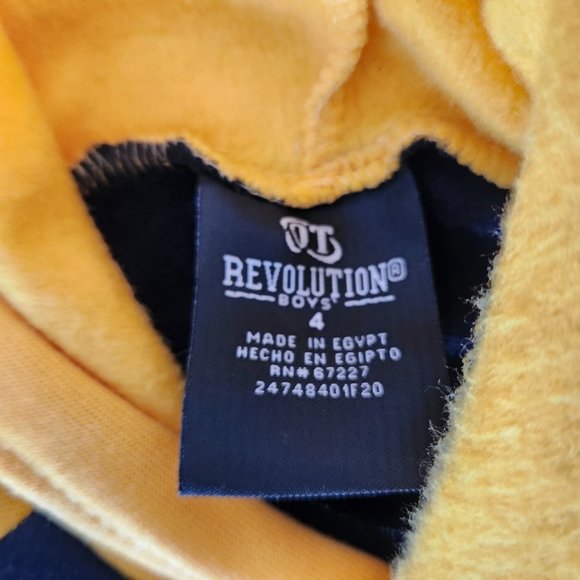 REVOLUTION®
BOYS
4
MADE IN EGYPT
HECHO EN EGIPTO
RN# 67227
24748401F20